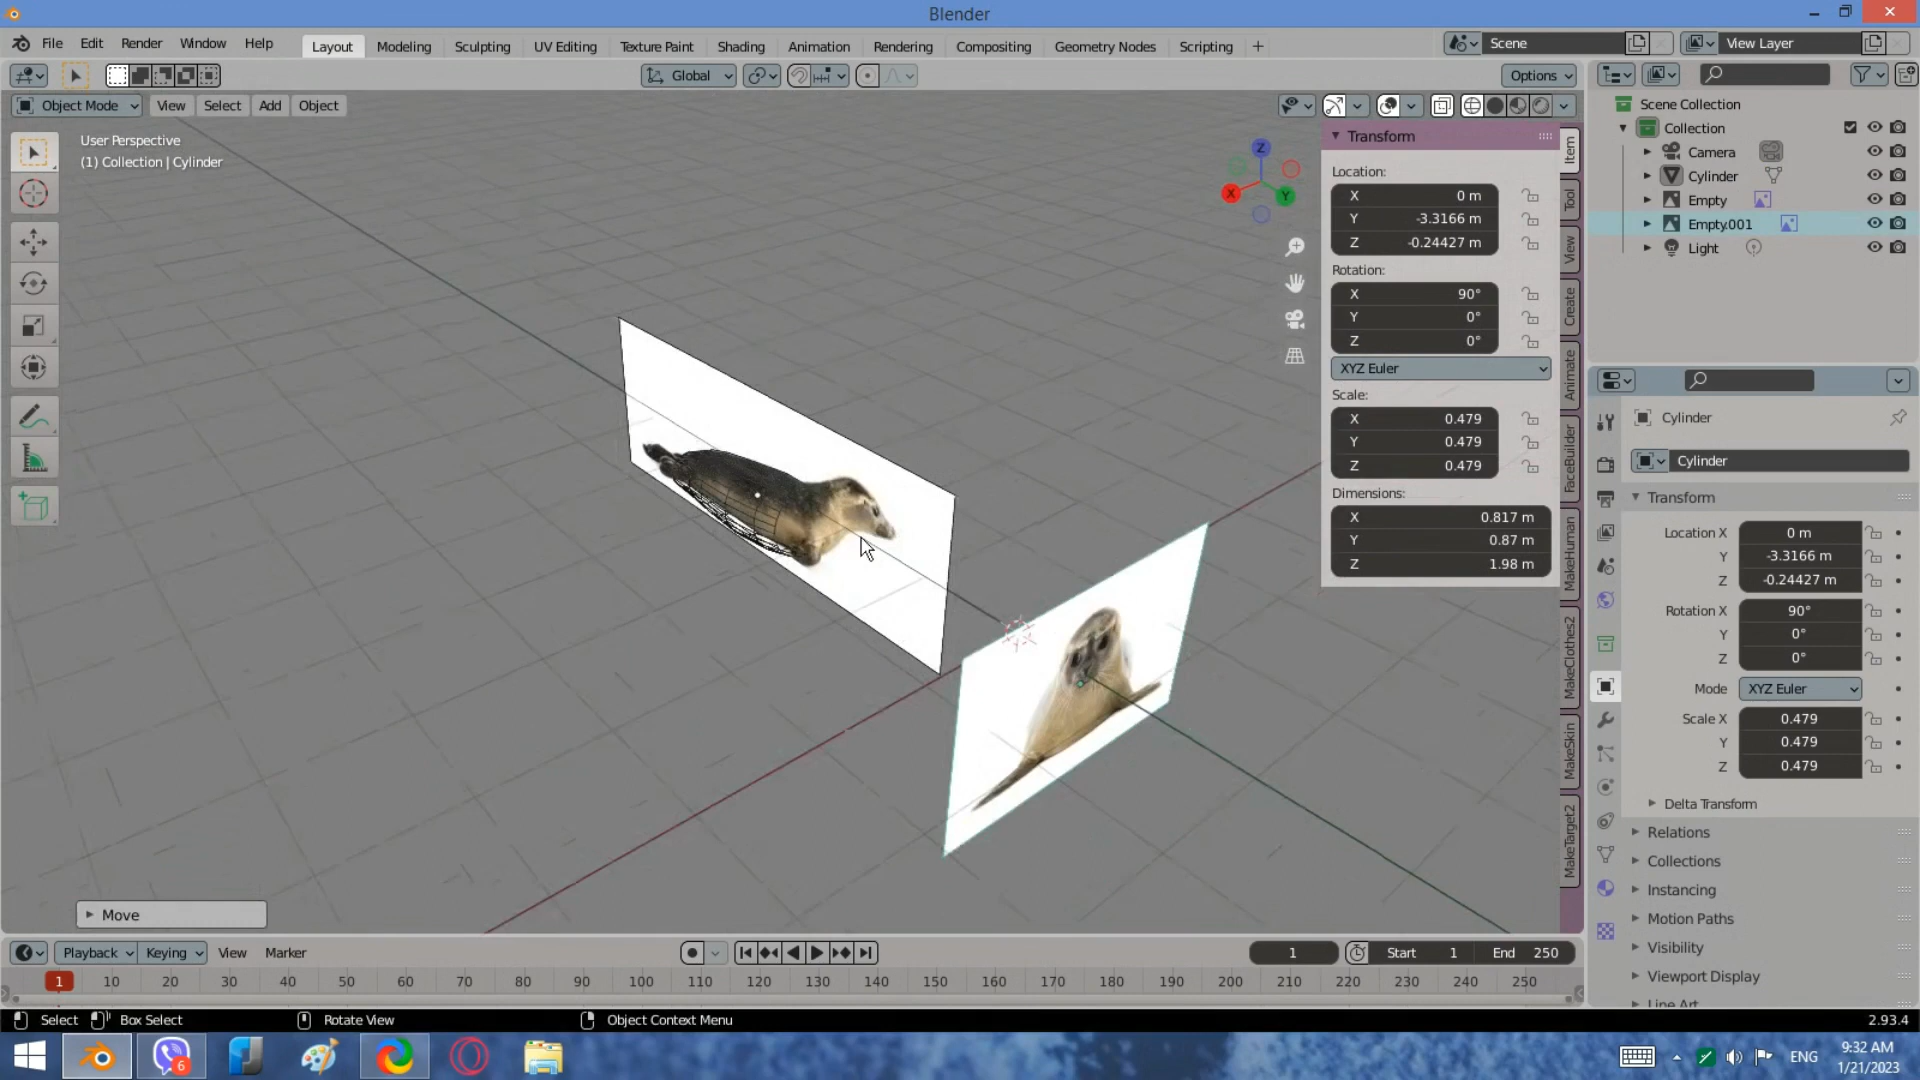 Blender
File Edit Render Window Help Layout Modeling Sculpting UV Editing Texture Paint Shading Animation Rendering Compositing Geometry Nodes Scripting + Scene View Layer
Global Options
Object Mode View Select Add Object
User Perspective
(1) Collection | Cylinder
Z
X
Y
Transform
Location:
X 0 m
Y -3.3166 m
Z -0.24427 m
Rotation:
X 90°
Y 0°
Z 0°
XYZ Euler
Scale:
X 0.479
Y 0.479
Z 0.479
Dimensions:
X 0.817 m
Y 0.87 m
Z 1.98 m
Item
Tool
View
Create
Animate
FaceBuilder
MakeHuman
MakeClothes2
MakeSkin
MakeTarget2
Scene Collection
Collection
Camera
Cylinder
Empty
Empty.001
Light
Cylinder
Cylinder
Transform
Location X 0 m
Y -3.3166 m
Z -0.24427 m
Rotation X 90°
Y 0°
Z 0°
Mode XYZ Euler
Scale X 0.479
Y 0.479
Z 0.479
Delta Transform
Relations
Collections
Instancing
Motion Paths
Visibility
Viewport Display
Line Art
Move
Playback Keying View Marker 1 Start 1 End 250
1 10 20 30 40 50 60 70 80 90 100 110 120 130 140 150 160 170 180 190 200 210 220 230 240 250
Select Box Select Rotate View Object Context Menu 2.93.4
6
ENG
9:32 AM
1/21/2023